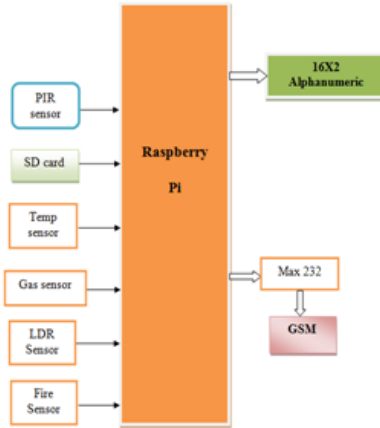 PIR
sensor
SD card
Temp
sensor
Gas sensor
LDR
Sensor
Fire
Sensor
Raspberry
Pi
16X2
Alphanumeric
Max 232
GSM